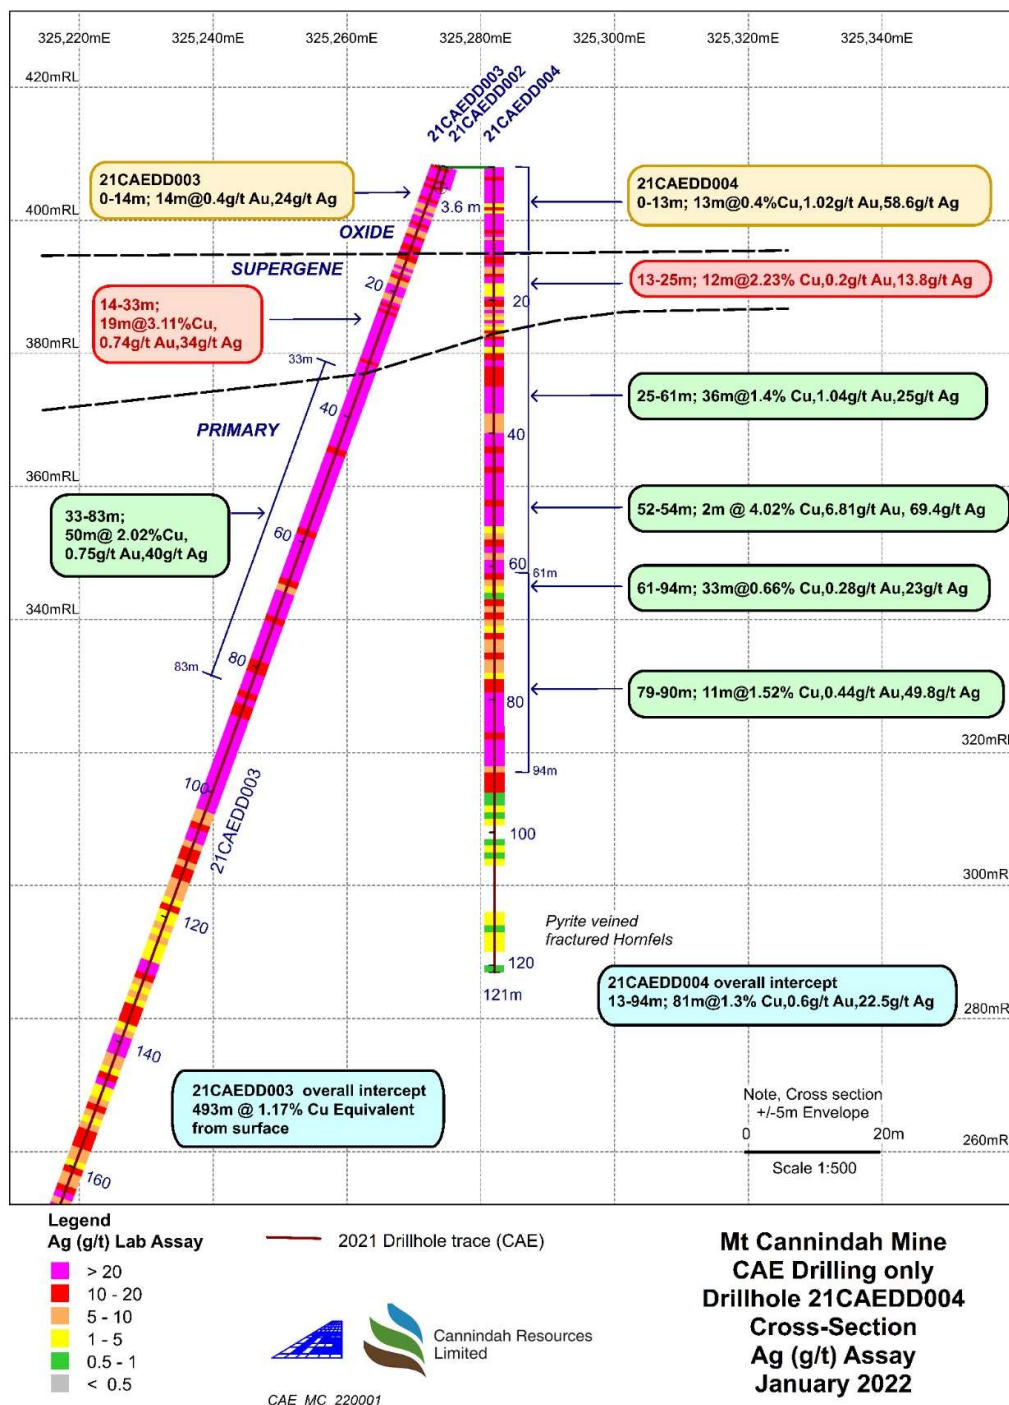 325,220mE 325,240mE 325,260mE 325,280mE 325,300mE 325,320mE 325,340mE
420mRL
21CAEDD003
21CAEDD002
21CAEDD004
21CAEDD003
0-14m; 14m@0.4g/t Au,24g/t Ag
21CAEDD004
0-13m; 13m@0.4%Cu,1.02g/t Au,58.6g/t Ag
3.6 m
400mRL
OXIDE
SUPERGENE
13-25m; 12m@2.23% Cu,0.2g/t Au,13.8g/t Ag
20
20
14-33m;
19m@3.11%Cu,
0.74g/t Au,34g/t Ag
380mRL
33m
25-61m; 36m@1.4% Cu,1.04g/t Au,25g/t Ag
40
PRIMARY
40
360mRL
33-83m;
50m@ 2.02%Cu,
0.75g/t Au,40g/t Ag
52-54m; 2m @ 4.02% Cu,6.81g/t Au, 69.4g/t Ag
60
60
61m
61-94m; 33m@0.66% Cu,0.28g/t Au,23g/t Ag
340mRL
83m
80
79-90m; 11m@1.52% Cu,0.44g/t Au,49.8g/t Ag
80
320mRL
94m
100
21CAEDD003
100
300mRL
120
Pyrite veined
fractured Hornfels
120
121m
21CAEDD004 overall intercept
13-94m; 81m@1.3% Cu,0.6g/t Au,22.5g/t Ag
280mR
140
21CAEDD003 overall intercept
493m @ 1.17% Cu Equivalent
from surface
Note, Cross section
+/-5m Envelope
0 20m
Scale 1:500
260mR
160
Legend
Ag (g/t) Lab Assay
> 20
10 - 20
5 - 10
1 - 5
0.5 - 1
< 0.5
2021 Drillhole trace (CAE)
Cannindah Resources
Limited
CAE MC 220001
Mt Cannindah Mine
CAE Drilling only
Drillhole 21CAEDD004
Cross-Section
Ag (g/t) Assay
January 2022